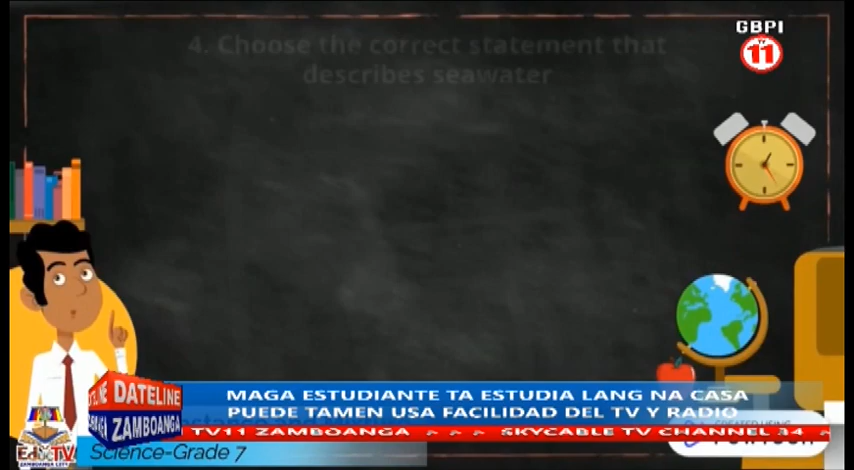 4. Choose the correct statement that
describes seawater
GBPI
TV
11
DATELINE
ZAMBOANGA
MAGA ESTUDIANTE TA ESTUDIA LANG NA CASA
PUEDE TAMEN USA FACILIDAD DEL TV Y RADIO
TV11 ZAMBOANGA SKYCABLE TV CHANNEL 34
Science-Grade 7